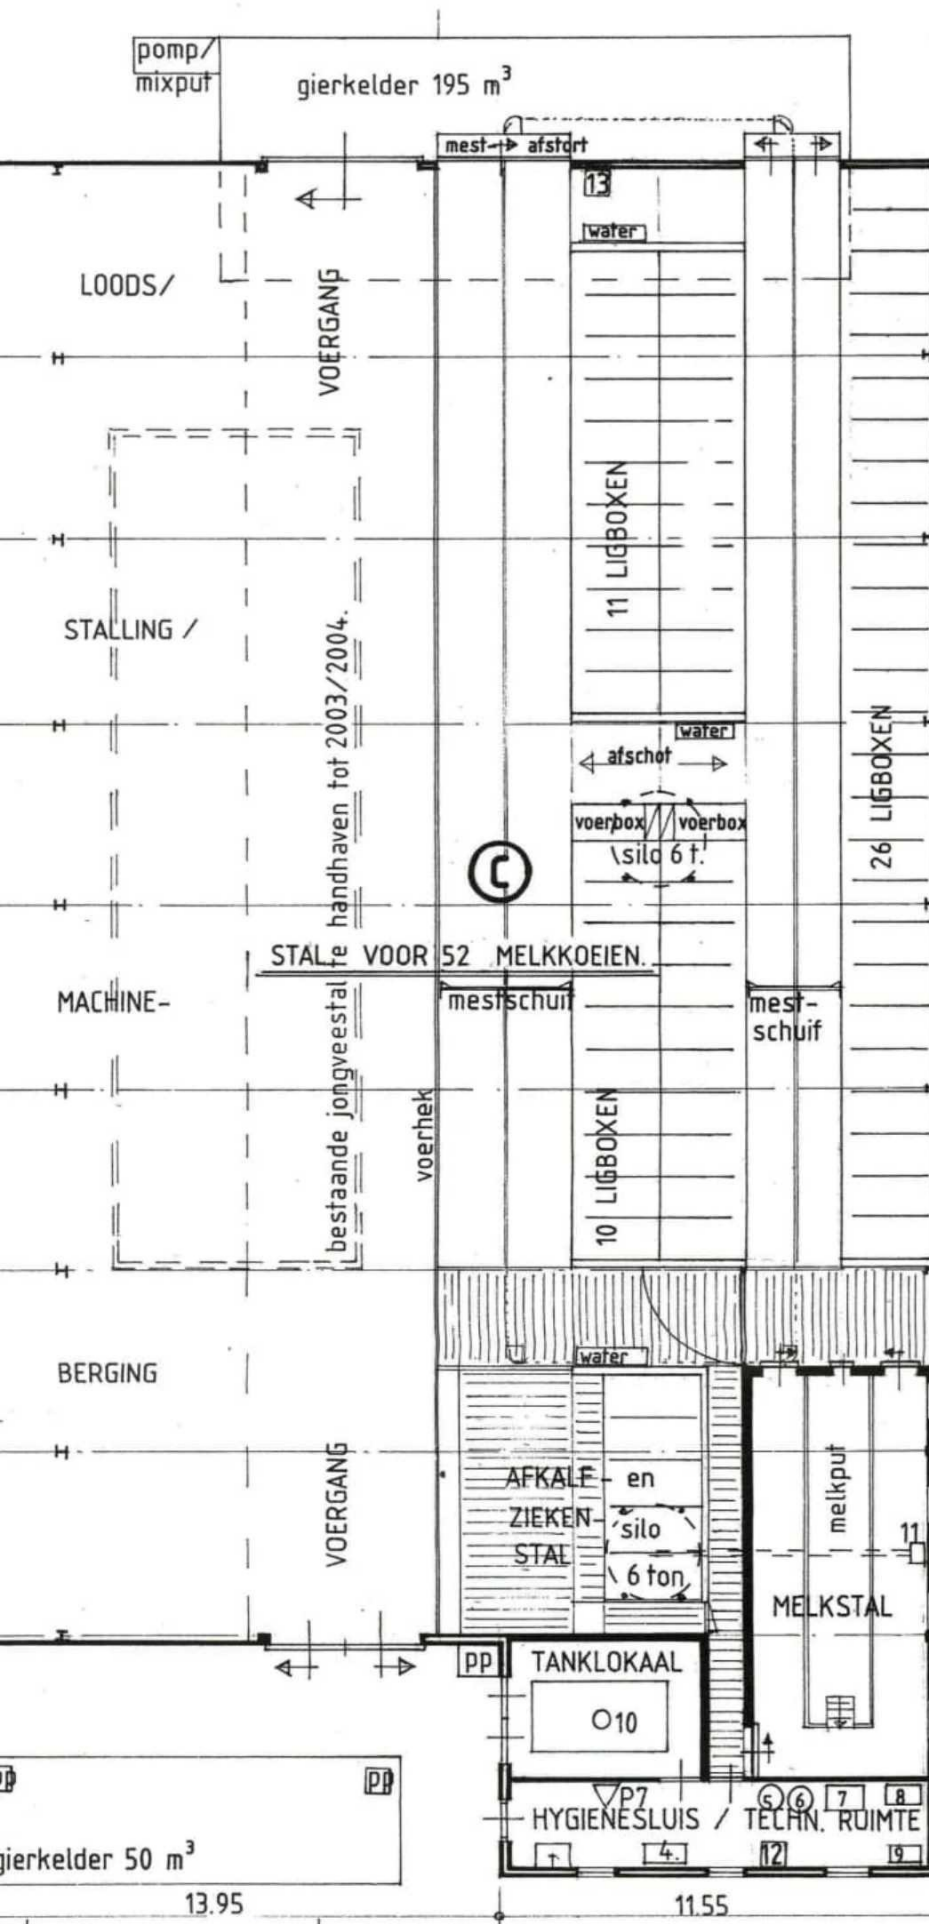 pomp/
mixput
gierkelder 195 m³
mest- afstort
13
water
LOODS/
VOERGANG
11 LIGBOXEN
STALLING /
bestaande jongveestal te handhaven tot 2003/2004.
26 LIGBOXEN
water
afschot
voerbox voerbox
silo 6 t.
C
STAL VOOR 52 MELKKOEIEN.
MACHINE-
mestschuif
mest-
schuif
voerhek
10 LIGBOXEN
BERGING
water
VOERGANG
melkput
AFKALF- en
ZIEKEN-
STAL
silo
6 ton
11
MELKSTAL
pp
TANKLOKAAL
10
pp
P7
5 6 7 8
HYGIENESLUIS / TECHN. RUIMTE
4. 12 9
gierkelder 50 m³
13.95
11.55